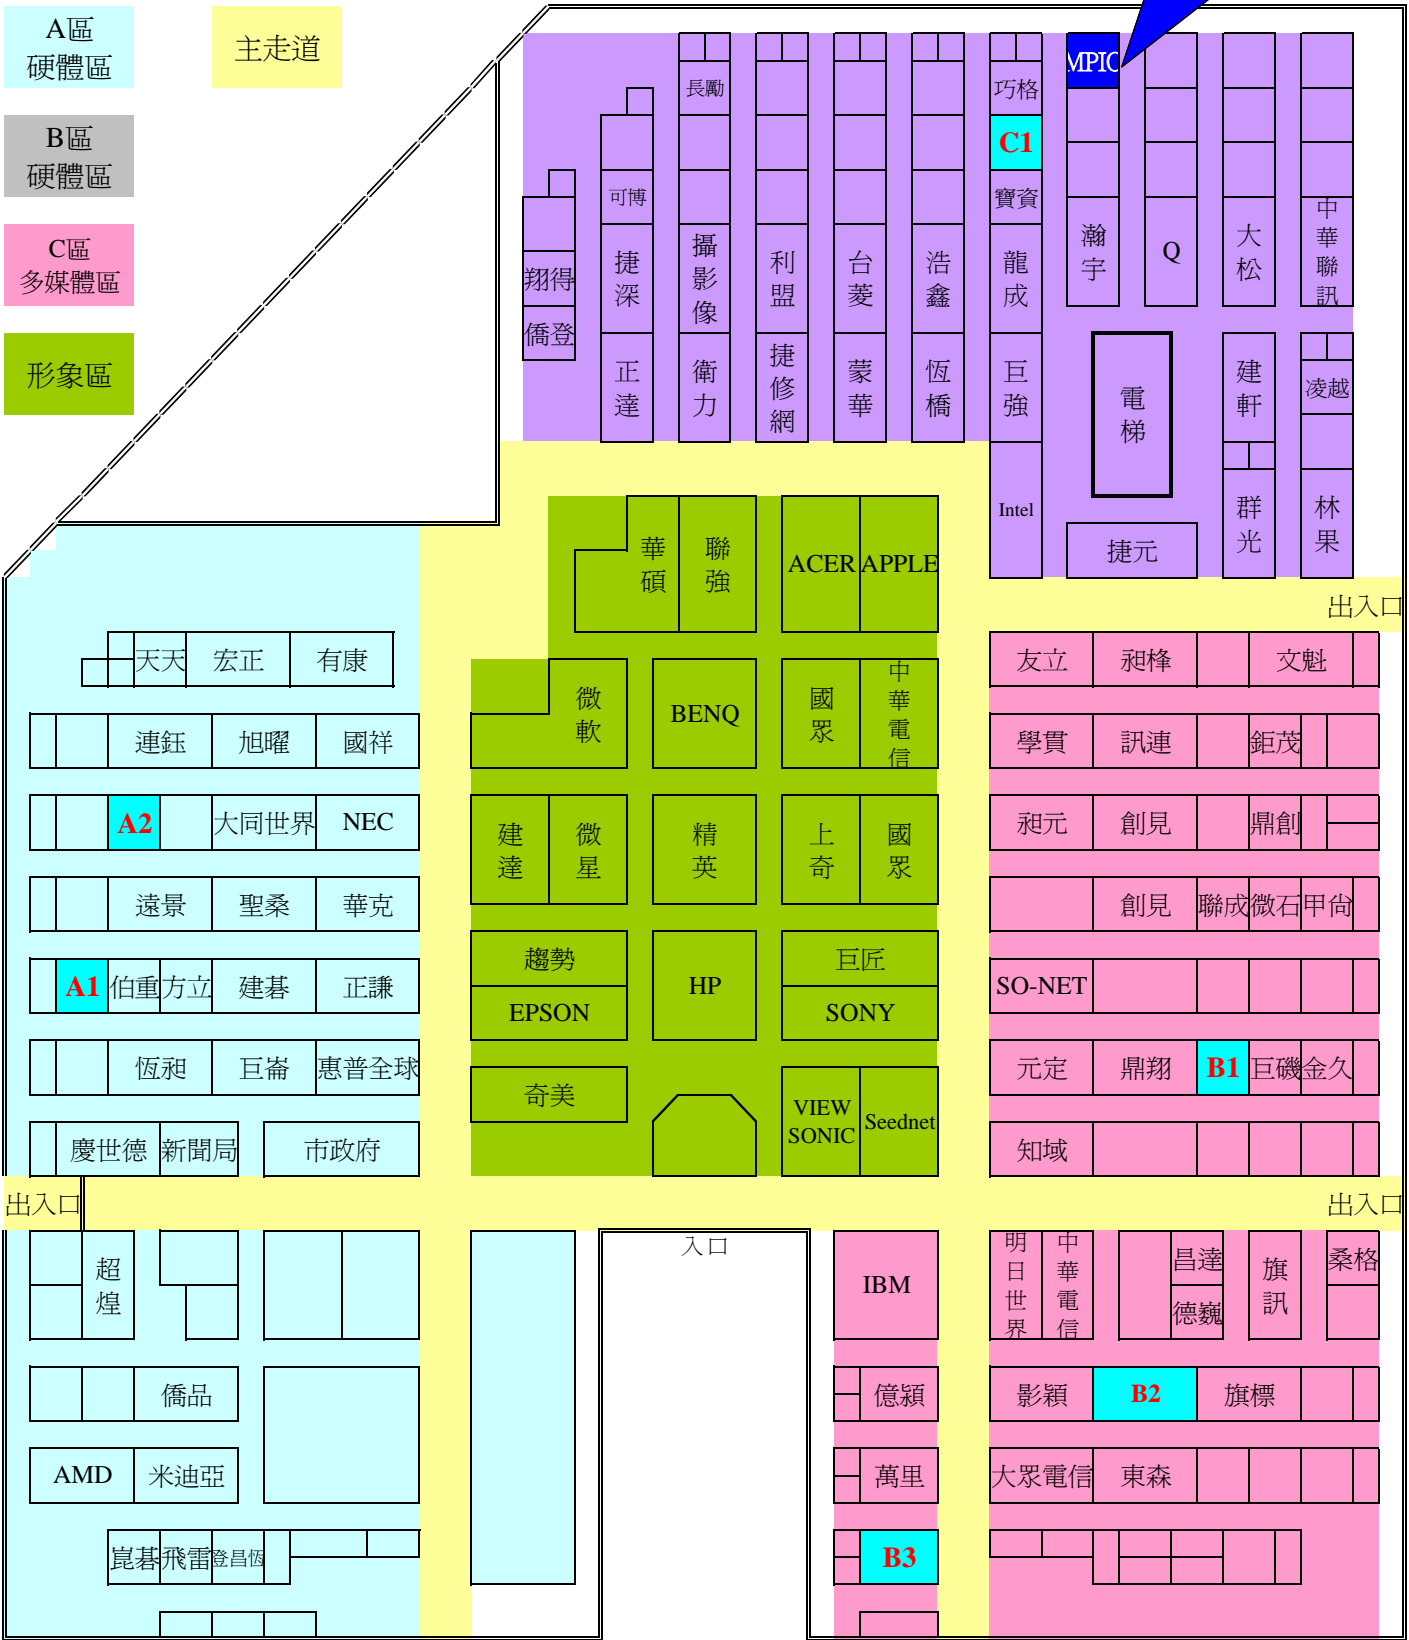 A區
硬體區
主走道
B區
硬體區
C區
多媒體區
形象區
MPIO
長勵
巧格
C1
可博
寶資
翔得
僑登
捷深
攝影像
利盟
台菱
浩鑫
龍成
瀚宇
Q
大松
中華聯訊
正達
衛力
捷修網
蒙華
恆橋
巨強
電梯
建軒
凌越
Intel
捷元
群光
林果
華碩
聯強
ACER
APPLE
出入口
天天
宏正
有康
友立
昶椲
文魁
微軟
BENQ
國眾
中華電信
連鈺
旭曜
國祥
學貫
訊連
鉅茂
A2
大同世界
NEC
建達
微星
精英
上奇
國眾
昶元
創見
鼎創
遠景
聖桑
華克
創見
聯成
微石
甲尙
A1
伯重
方立
建碁
正謙
趨勢
EPSON
HP
巨匠
SONY
SO-NET
恆昶
巨崙
惠普全球
奇美
VIEW
SONIC
Seednet
元定
鼎翔
B1
巨磯
金久
慶世德
新聞局
市政府
知域
出入口
出入口
入口
超煌
IBM
明日世界
中華電信
昌達
德巍
旗訊
桑格
僑品
億穎
影穎
B2
旗標
AMD
米迪亞
萬里
大眾電信
東森
崑碁
飛雷
登昌恆
B3